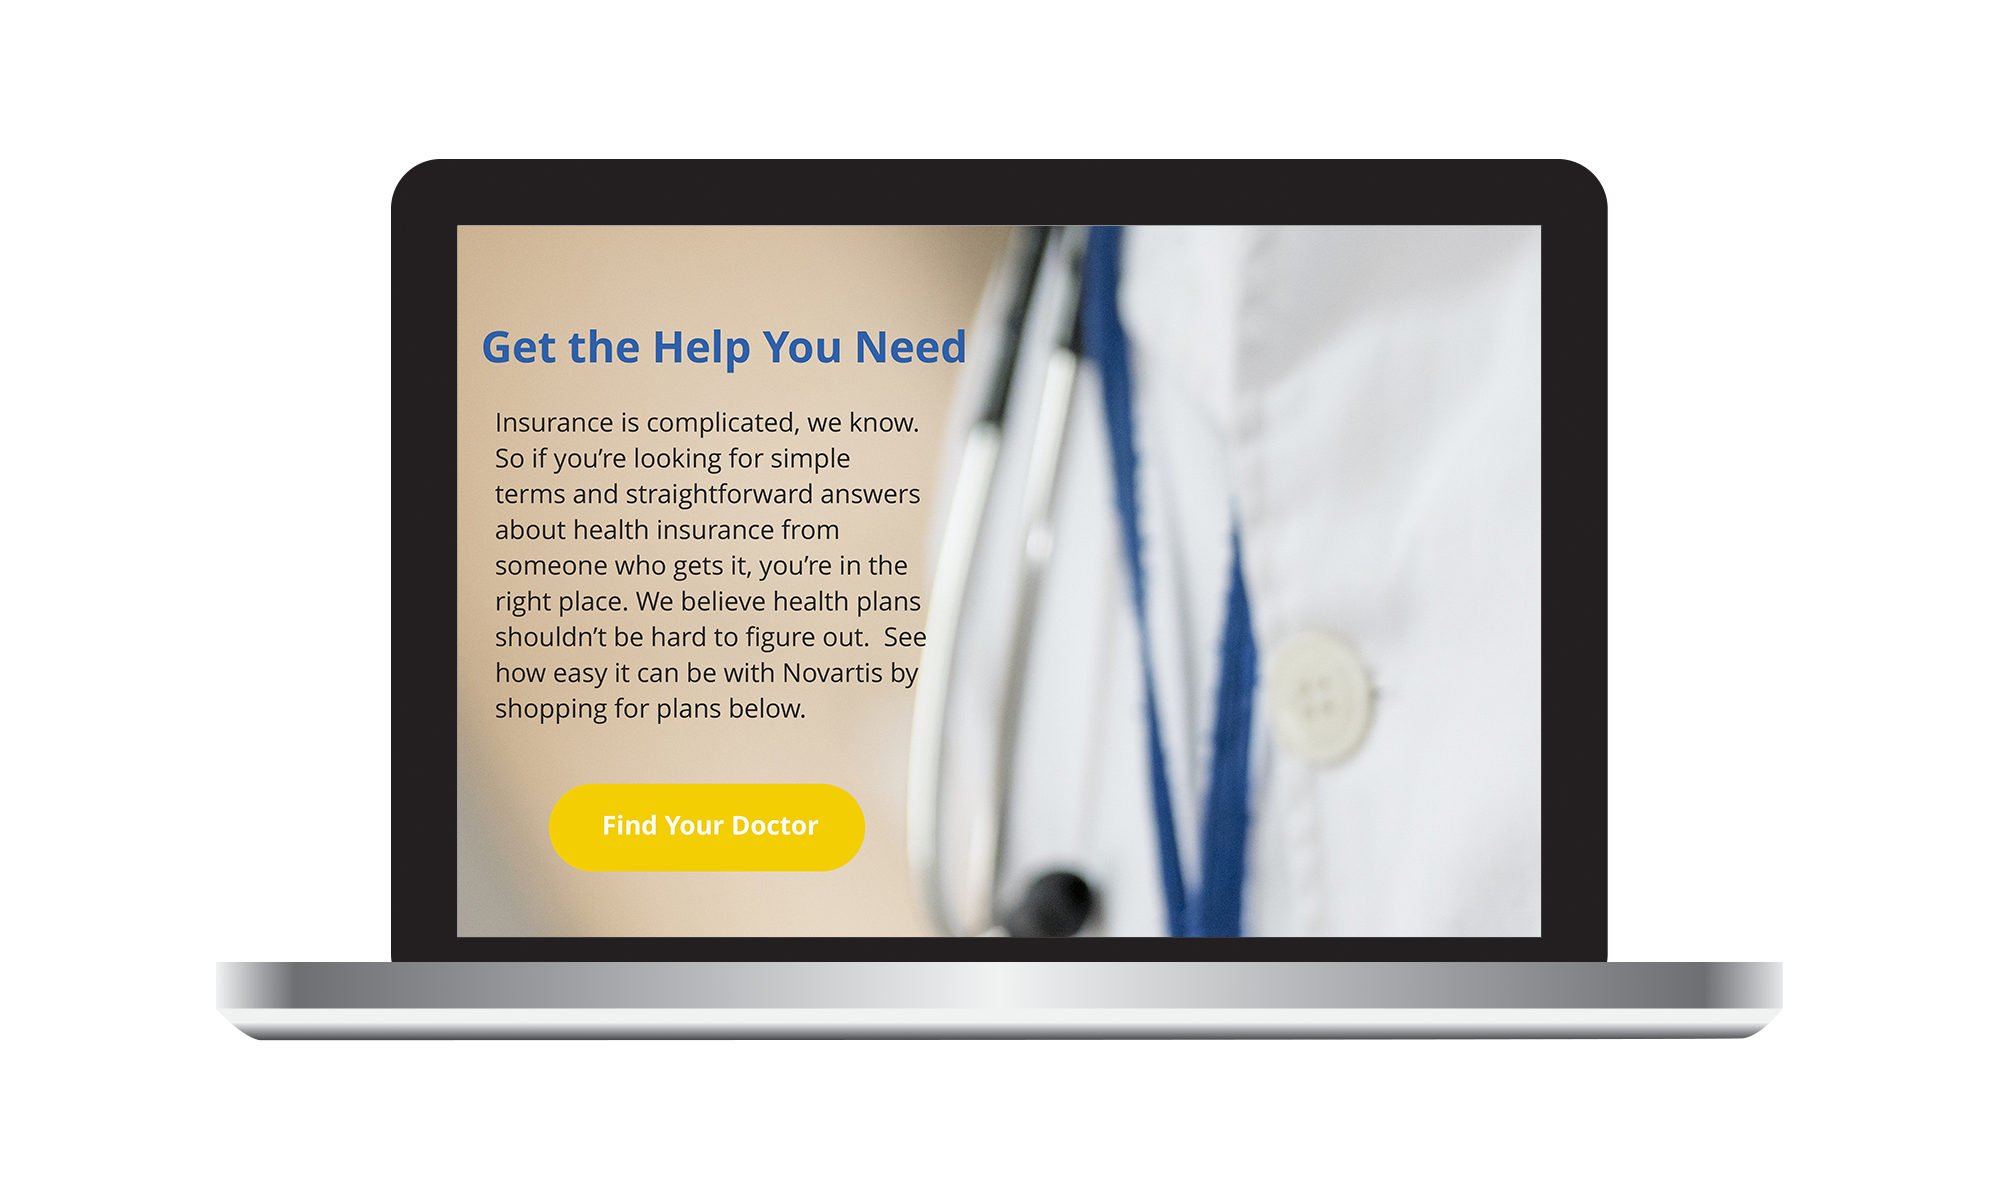 Get the Help You Need
Insurance is complicated, we know.
So if you’re looking for simple
terms and straightforward answers
about health insurance from
someone who gets it, you’re in the
right place. We believe health plans
shouldn’t be hard to figure out.  See
how easy it can be with Novartis by
shopping for plans below.
Find Your Doctor